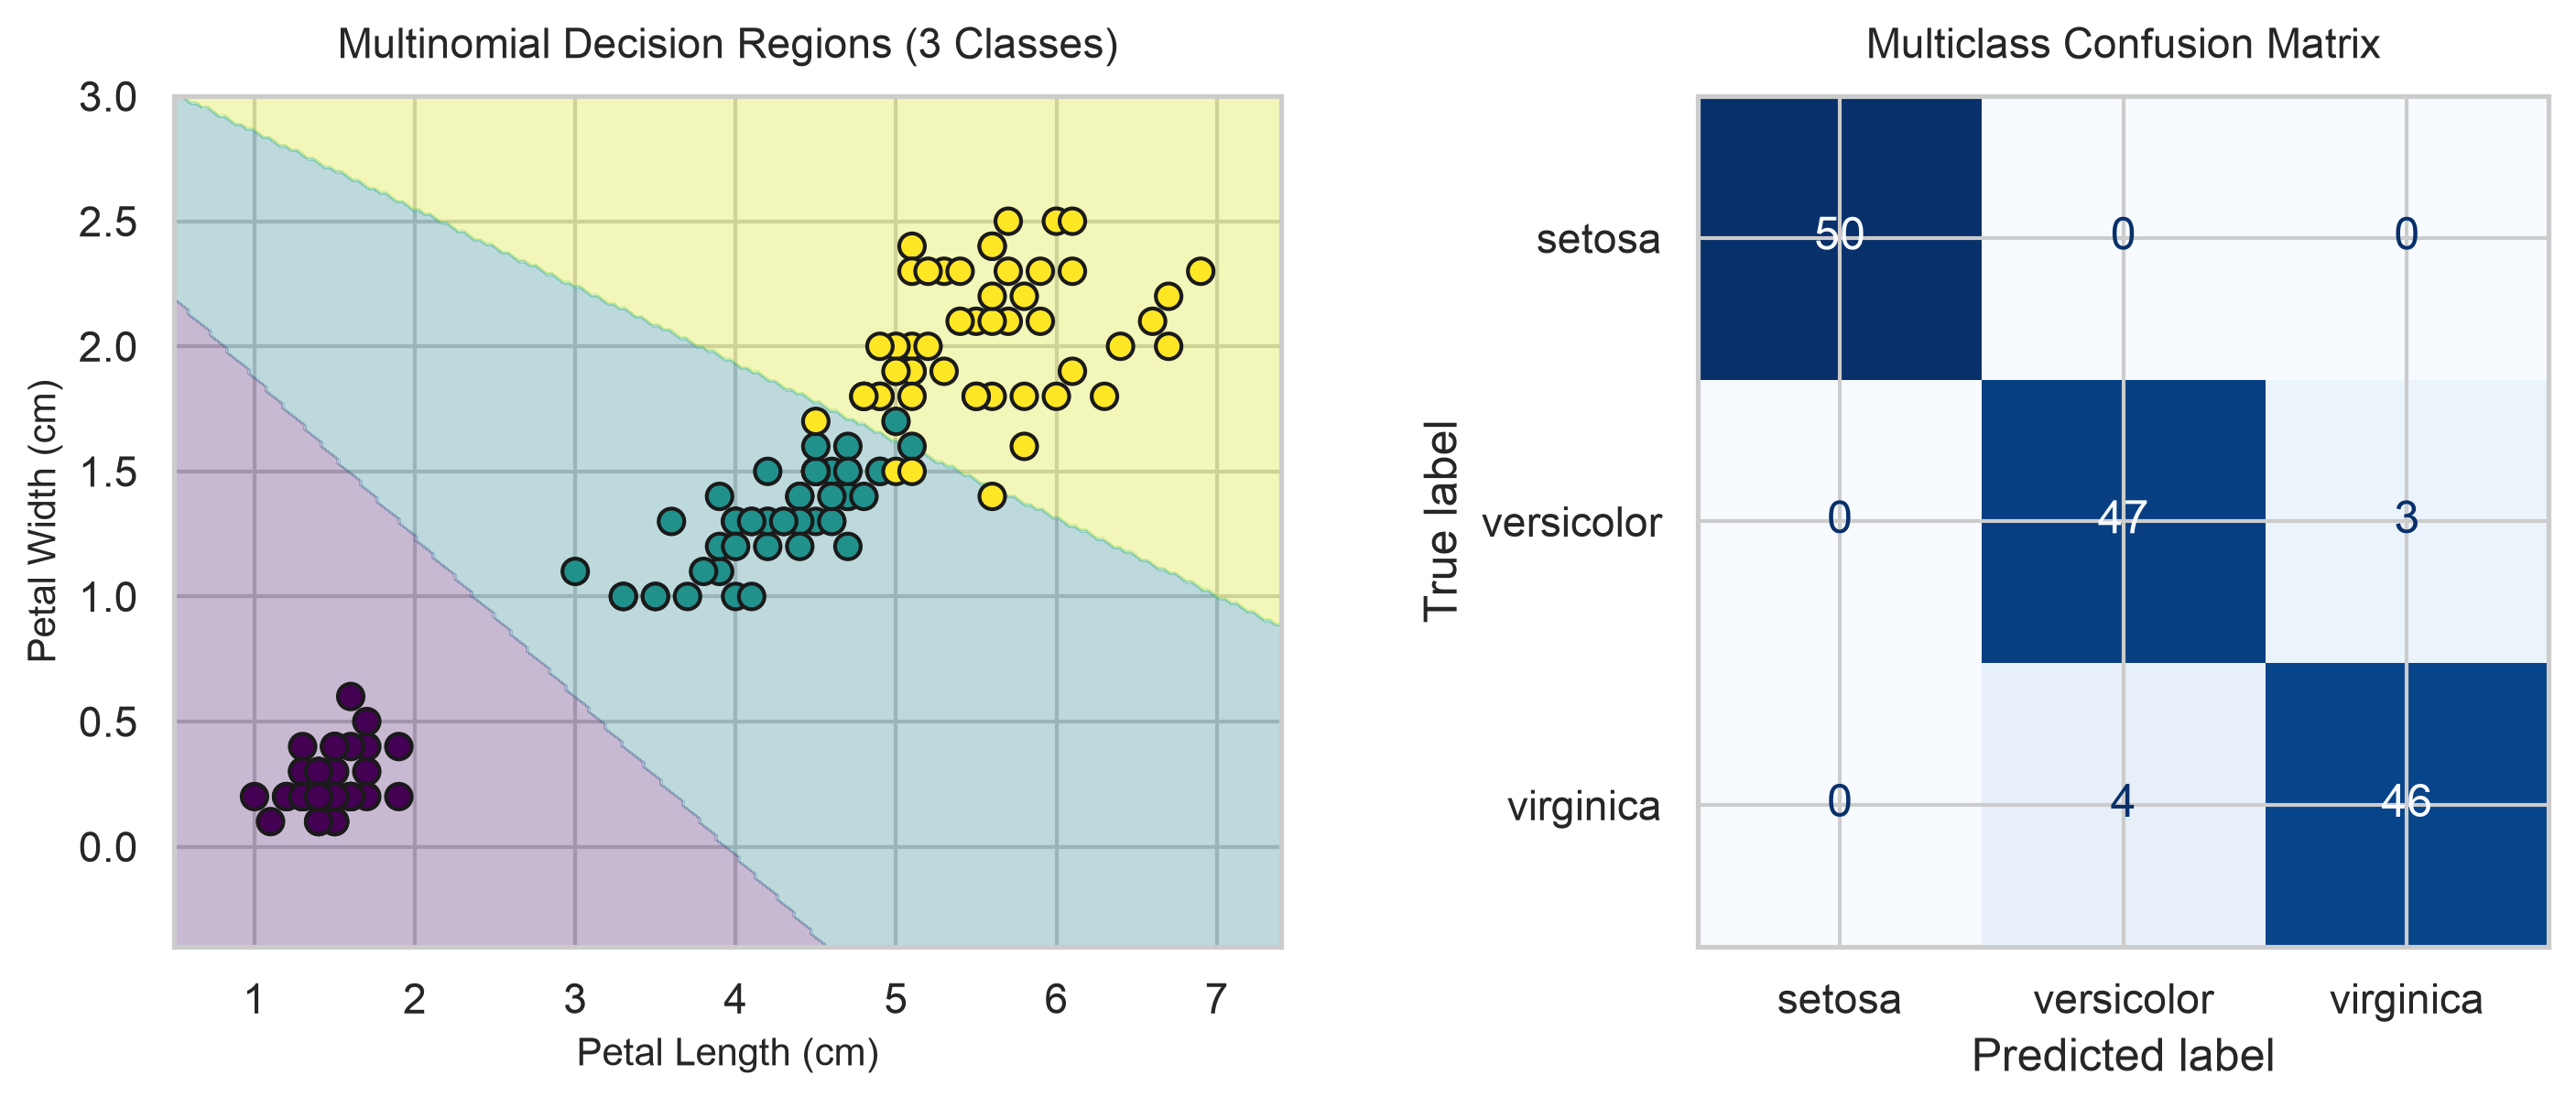 Multinomial Decision Regions (3 Classes)
3.0
2.5
2.0
1.5
1.0
0.5
0.0
Petal Width (cm)
1 2 3 4 5 6 7
Petal Length (cm)
Multiclass Confusion Matrix
True label
setosa 50 0 0
versicolor 0 47 3
virginica 0 4 46
setosa versicolor virginica
Predicted label